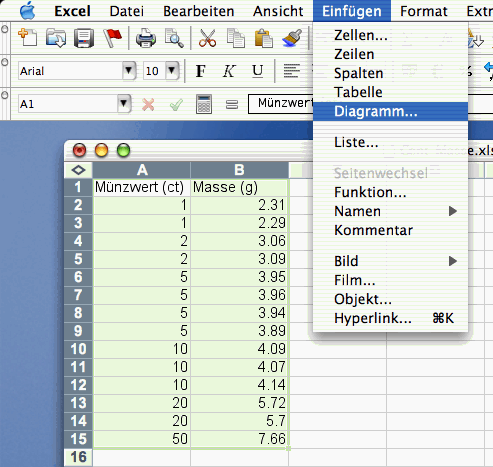 Excel Datei Bearbeiten Ansicht Einfügen Format Extr
Arial 10 F K U
A1 = Münzwert
Zellen...
Zeilen
Spalten
Tabelle
Diagramm...
Liste...
Seitenwechsel
Funktion...
Namen
Kommentar
Bild
Film...
Objekt...
Hyperlink... ⌘K
.xls
A B
1 Münzwert (ct) Masse (g)
2 1 2.31
3 1 2.29
4 2 3.06
5 2 3.09
6 5 3.95
7 5 3.96
8 5 3.94
9 5 3.89
10 10 4.09
11 10 4.07
12 10 4.14
13 20 5.72
14 20 5.7
15 50 7.66
16